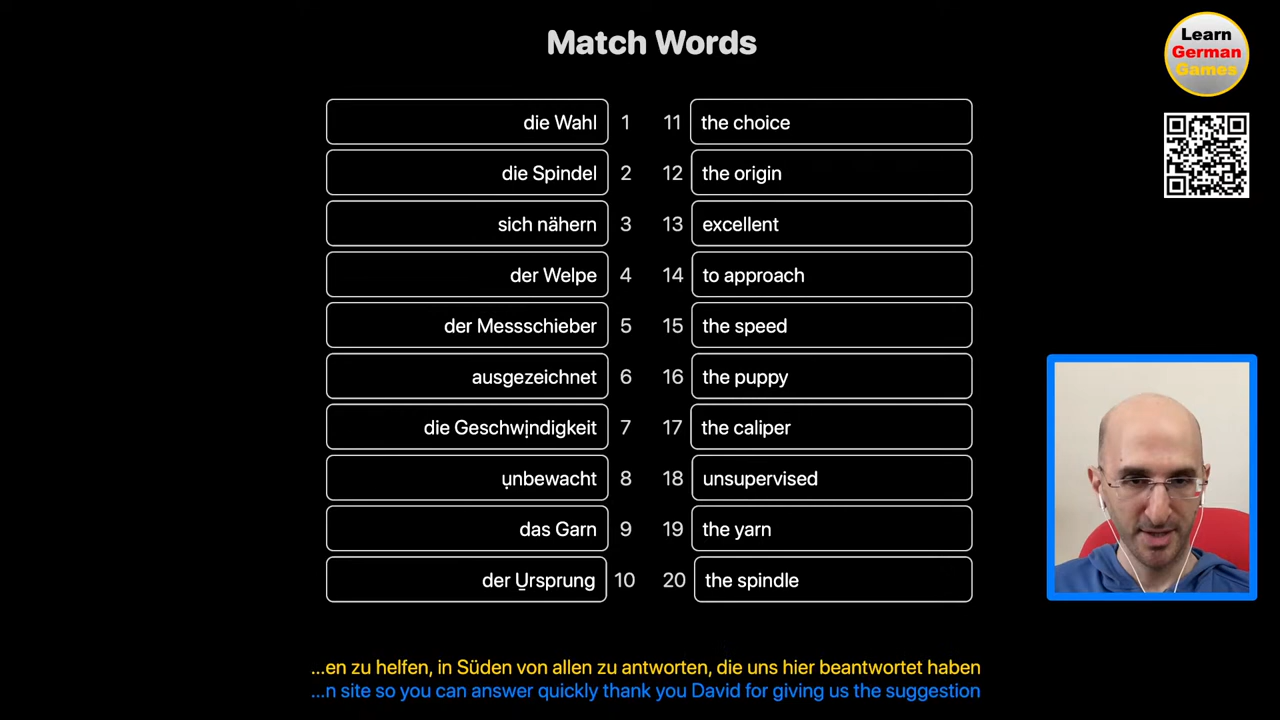 Match Words
Learn
German
Games
die Wahl 1 11 the choice
die Spindel 2 12 the origin
sich nähern 3 13 excellent
der Welpe 4 14 to approach
der Messschieber 5 15 the speed
ausgezeichnet 6 16 the puppy
die Geschwịndigkeit 7 17 the caliper
ụnbewacht 8 18 unsupervised
das Garn 9 19 the yarn
der U̲rsprung 10 20 the spindle
...en zu helfen, in Süden von allen zu antworten, die uns hier beantwortet haben
...n site so you can answer quickly thank you David for giving us the suggestion